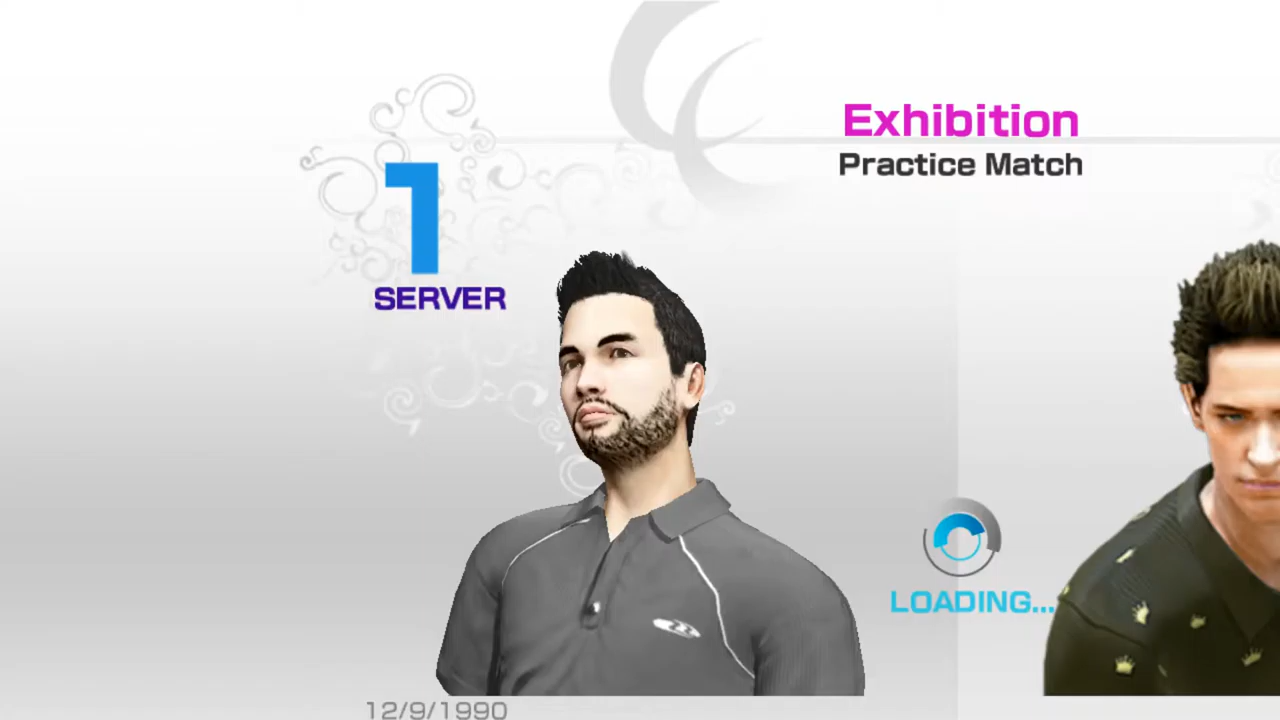 Exhibition
Practice Match
1
SERVER
LOADING...
12/9/1990